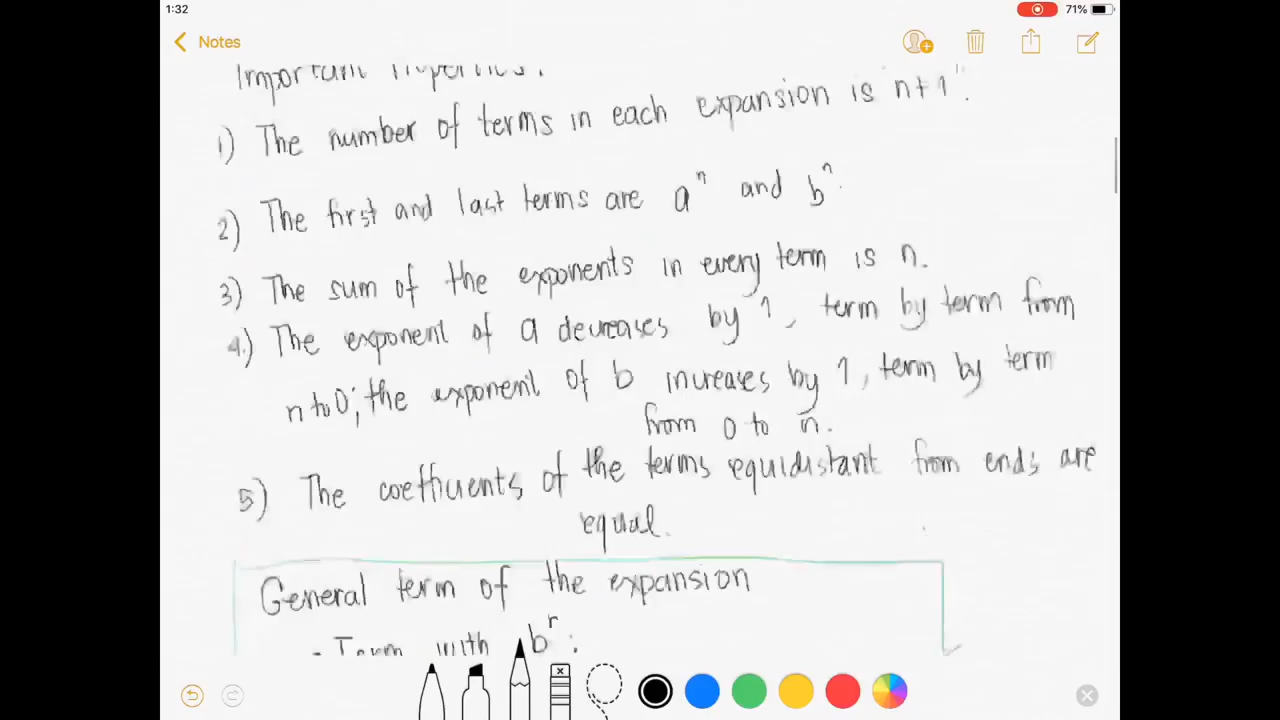 1:32
71%
Notes
Important Properties:
1) The number of terms in each expansion is n+1.
2) The first and last terms are aⁿ and bⁿ.
3) The sum of the exponents in every term is n.
4.) The exponent of a decreases by 1, term by term from
n to 0; the exponent of b increases by 1, term by term
from 0 to n.
5) The coefficients of the terms equidistant from ends are
equal.
General term of the expansion
- Term with bʳ: